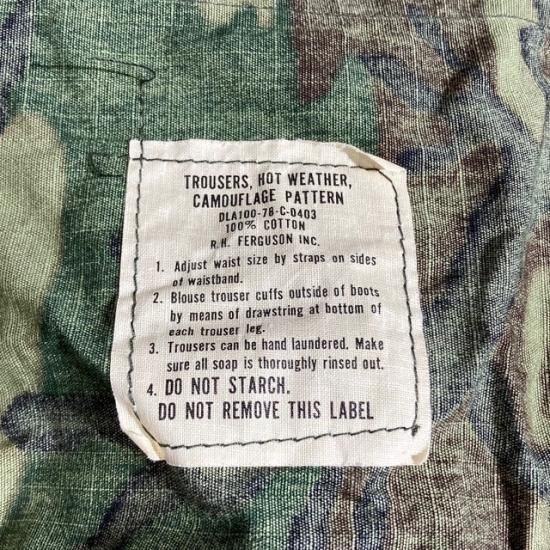 TROUSERS, HOT WEATHER,
CAMOUFLAGE PATTERN
DLA100-78-C-0403
100% COTTON
R.H. FERGUSON INC.
1. Adjust waist size by straps on sides
of waistband.
2. Blouse trouser cuffs outside of boots
by means of drawstring at bottom of
each trouser leg.
3. Trousers can be hand laundered. Make
sure all soap is thoroughly rinsed out.
4. DO NOT STARCH.
DO NOT REMOVE THIS LABEL